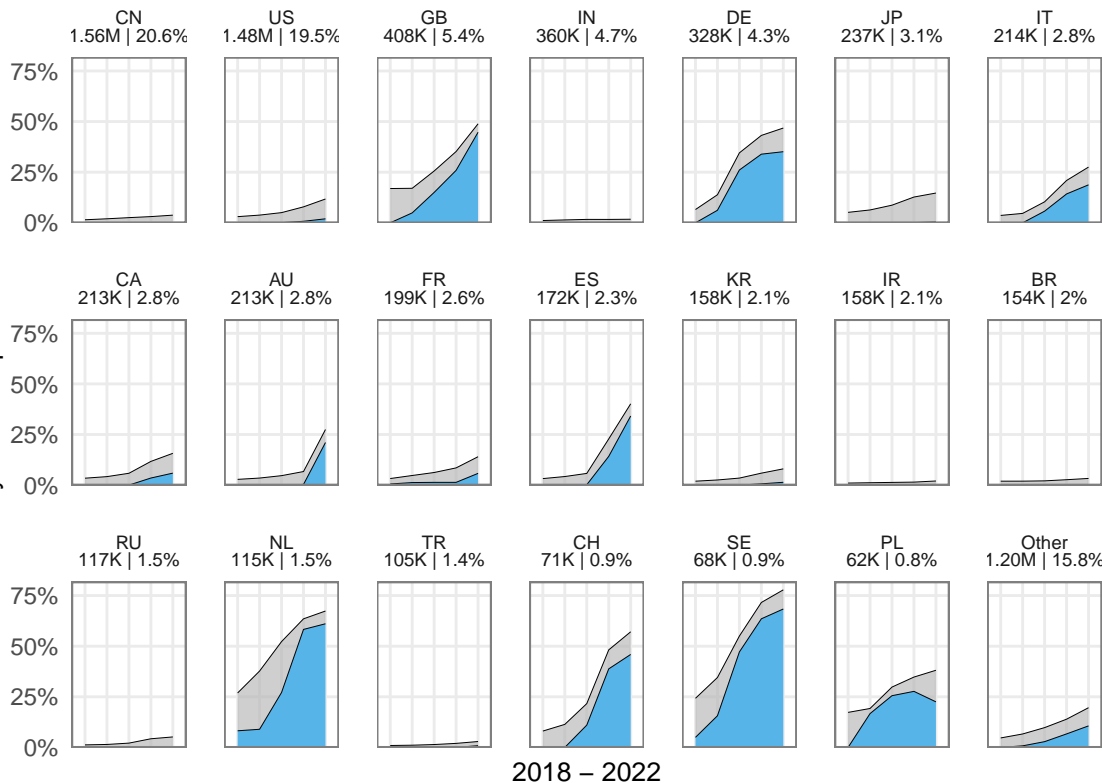 CN US GB IN DE JP IT
1.56M | 20.6% 1.48M | 19.5% 408K | 5.4% 360K | 4.7% 328K | 4.3% 237K | 3.1% 214K | 2.8%
75%
50%
25%
0%
CA AU FR ES KR IR BR
213K | 2.8% 213K | 2.8% 199K | 2.6% 172K | 2.3% 158K | 2.1% 158K | 2.1% 154K | 2%
75%
50%
25%
0%
RU NL TR CH SE PL Other
117K | 1.5% 115K | 1.5% 105K | 1.4% 71K | 0.9% 68K | 0.9% 62K | 0.8% 1.20M | 15.8%
75%
50%
25%
0%
2018 – 2022